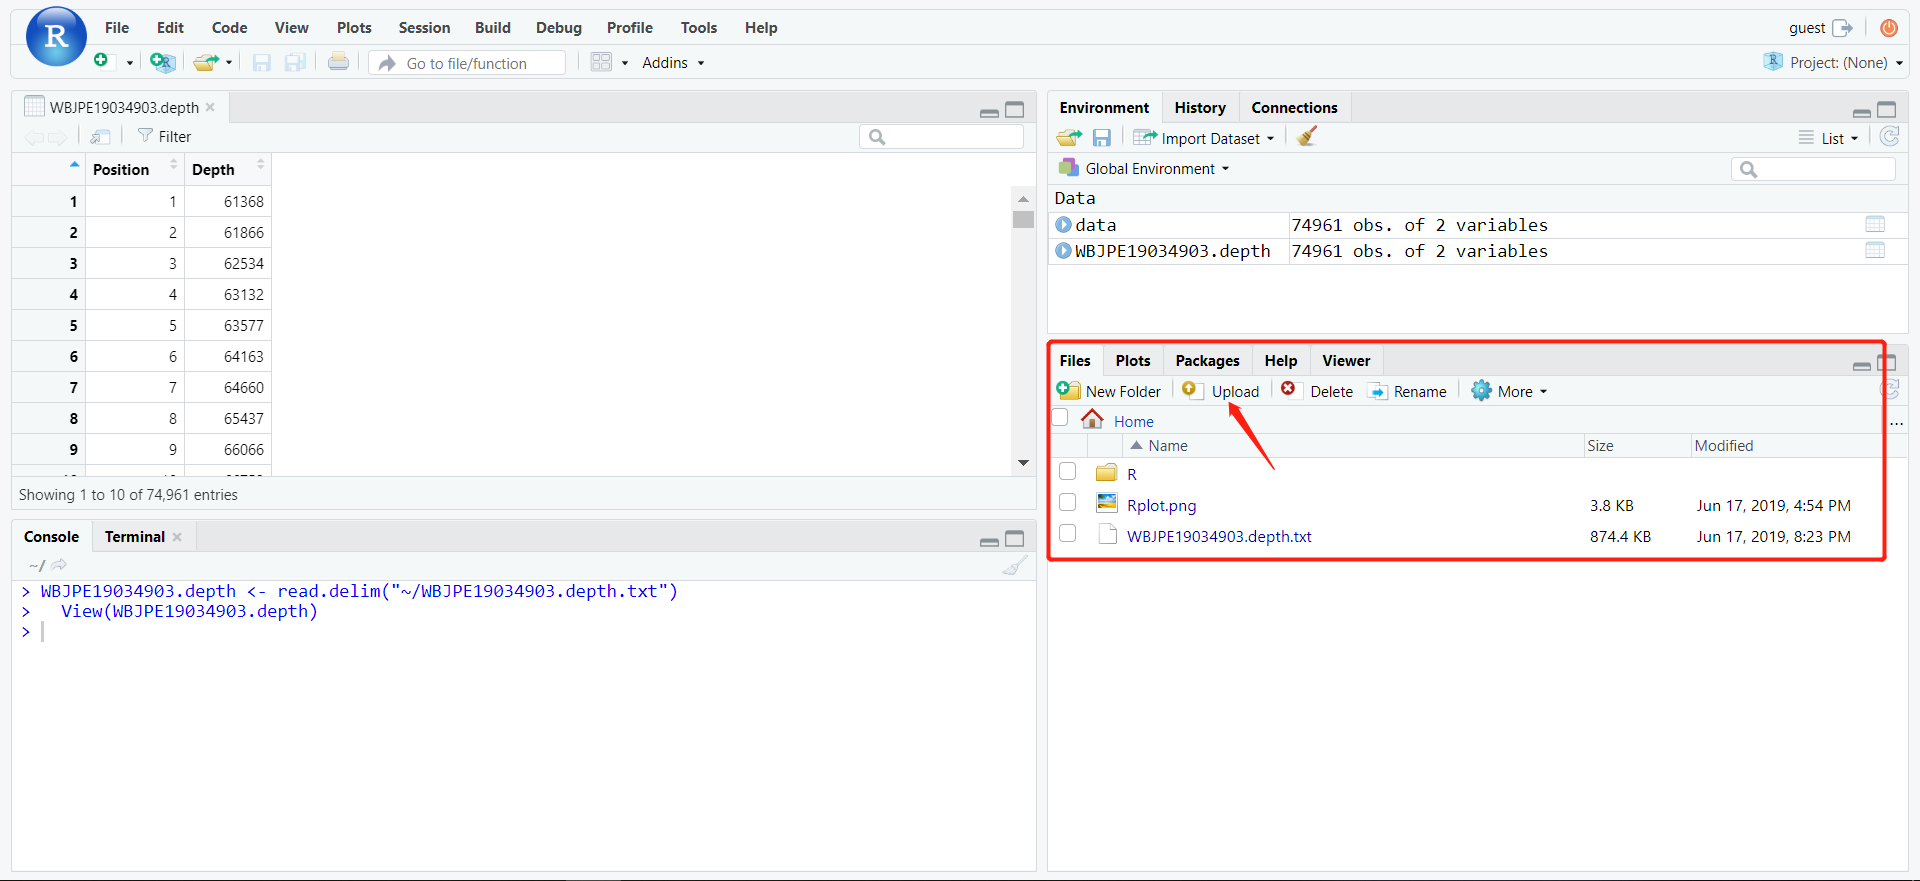 R File Edit Code View Plots Session Build Debug Profile Tools Help guest
Go to file/function Addins Project: (None)
WBJPE19034903.depth
Filter
Position Depth
1 1 61368
2 2 61866
3 3 62534
4 4 63132
5 5 63577
6 6 64163
7 7 64660
8 8 65437
9 9 66066
Showing 1 to 10 of 74,961 entries
Console Terminal
~/
> WBJPE19034903.depth <- read.delim("~/WBJPE19034903.depth.txt")
> View(WBJPE19034903.depth)
>
Environment History Connections
Import Dataset List
Global Environment
Data
data 74961 obs. of 2 variables
WBJPE19034903.depth 74961 obs. of 2 variables
Files Plots Packages Help Viewer
New Folder Upload Delete Rename More
Home ...
Name Size Modified
R
Rplot.png 3.8 KB Jun 17, 2019, 4:54 PM
WBJPE19034903.depth.txt 874.4 KB Jun 17, 2019, 8:23 PM